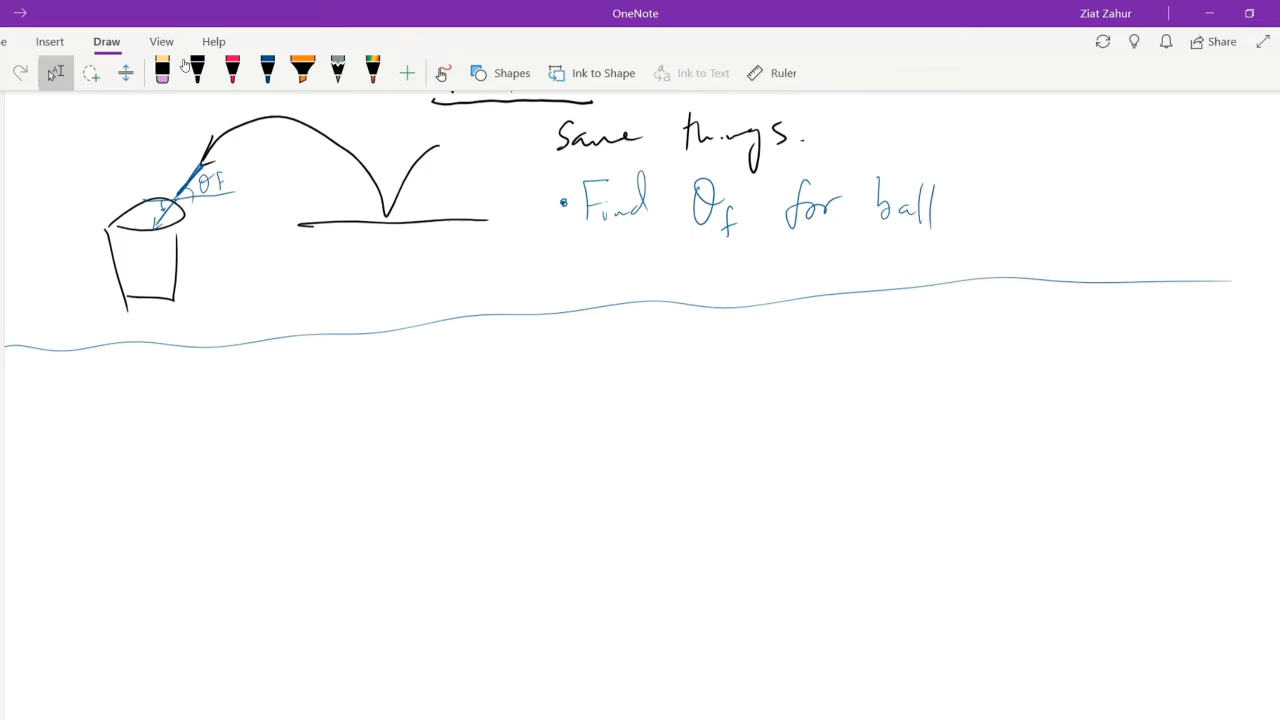 OneNote
Ziat Zahur
Insert Draw View Help
Share
Shapes Ink to Shape Ink to Text Ruler
Same things.
θF
• Find θf for ball